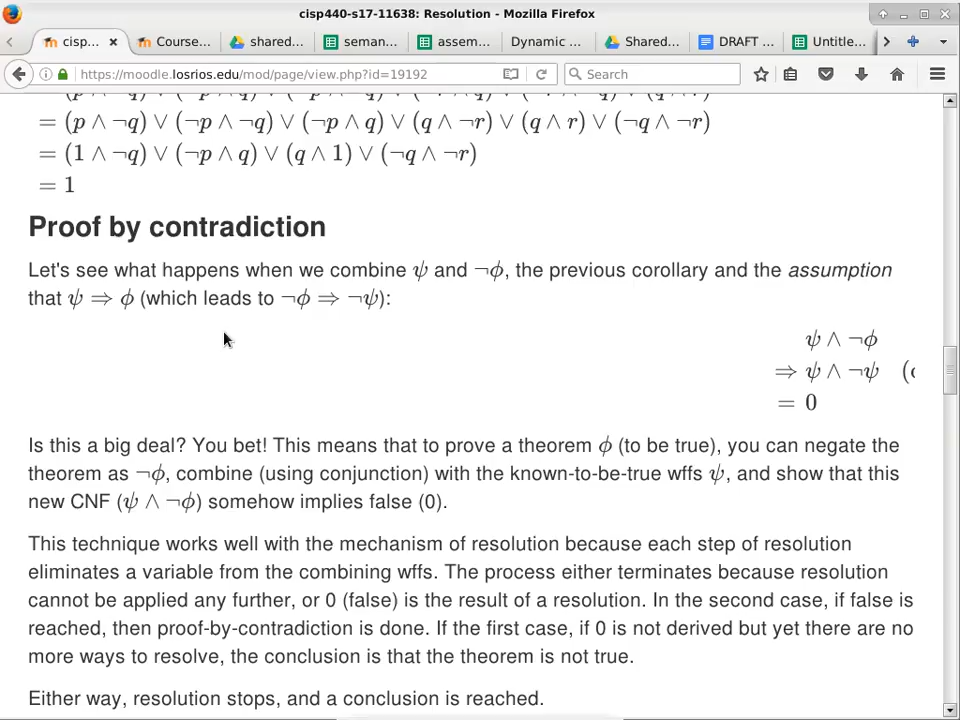 cisp440-s17-11638: Resolution - Mozilla Firefox
cisp... Course... shared... seman... assem... Dynamic ... Shared... DRAFT ... Untitle...
https://moodle.losrios.edu/mod/page/view.php?id=19192 Search
= (p ∧ ¬q) ∨ (¬p ∧ ¬q) ∨ (¬p ∧ q) ∨ (q ∧ ¬r) ∨ (q ∧ r) ∨ (¬q ∧ ¬r)
= (1 ∧ ¬q) ∨ (¬p ∧ q) ∨ (q ∧ 1) ∨ (¬q ∧ ¬r)
= 1
Proof by contradiction
Let's see what happens when we combine ψ and ¬ϕ, the previous corollary and the assumption
that ψ ⇒ ϕ (which leads to ¬ϕ ⇒ ¬ψ):
ψ ∧ ¬ϕ
⇒ ψ ∧ ¬ψ
= 0
Is this a big deal? You bet! This means that to prove a theorem ϕ (to be true), you can negate the
theorem as ¬ϕ, combine (using conjunction) with the known-to-be-true wffs ψ, and show that this
new CNF (ψ ∧ ¬ϕ) somehow implies false (0).
This technique works well with the mechanism of resolution because each step of resolution
eliminates a variable from the combining wffs. The process either terminates because resolution
cannot be applied any further, or 0 (false) is the result of a resolution. In the second case, if false is
reached, then proof-by-contradiction is done. If the first case, if 0 is not derived but yet there are no
more ways to resolve, the conclusion is that the theorem is not true.
Either way, resolution stops, and a conclusion is reached.